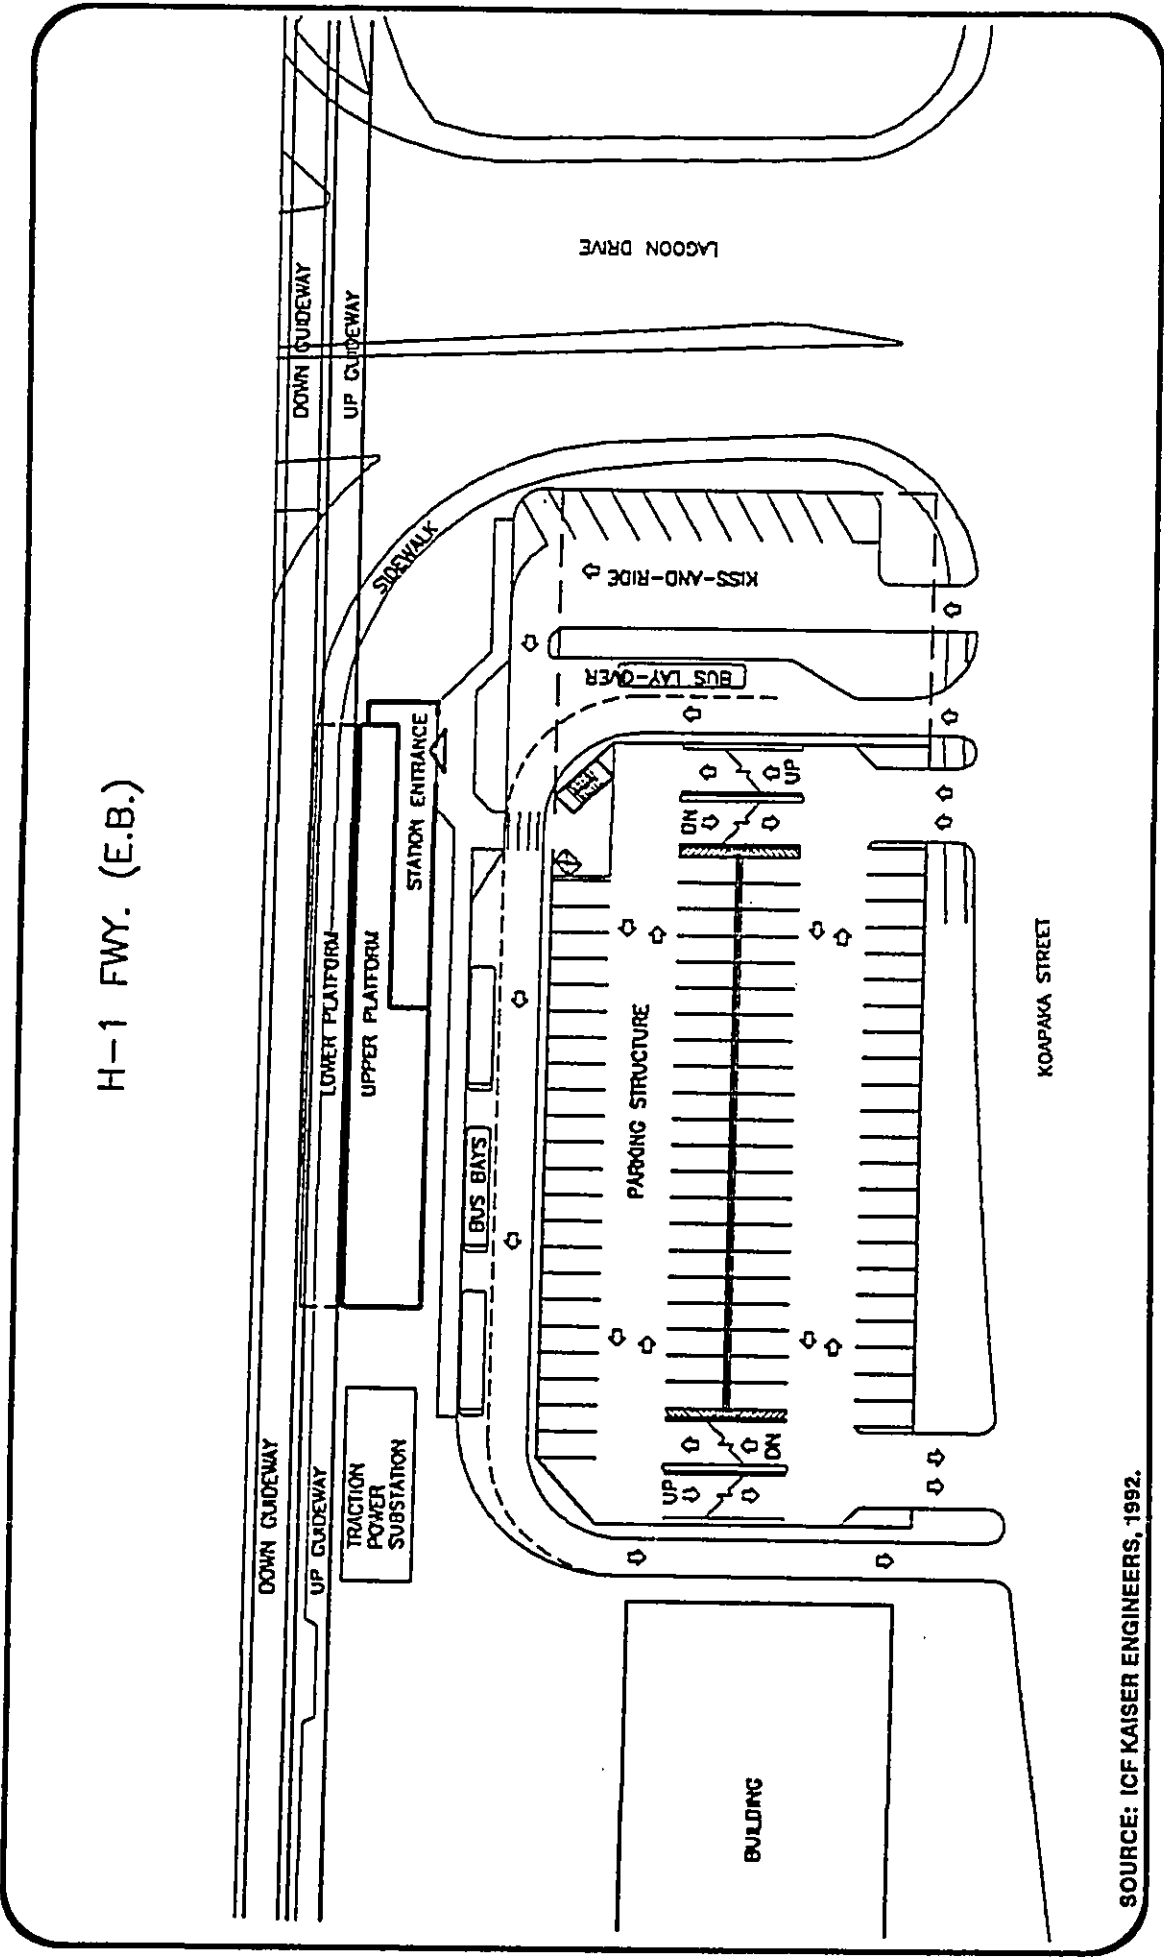 H-1 FWY. (E.B.)
DOWN GUIDEWAY
UP GUIDEWAY
DOWN GUIDEWAY
UP GUIDEWAY
LOWER PLATFORM
UPPER PLATFORM
STATION ENTRANCE
SIDEWALK
TRACTION
POWER
SUBSTATION
BUS BAYS
KISS-AND-RIDE
BUS LAY-OVER
LAGOON DRIVE
PARKING STRUCTURE
UP
DN
DN
UP
BUILDING
KOAPAKA STREET
SOURCE: ICF KAISER ENGINEERS, 1992.